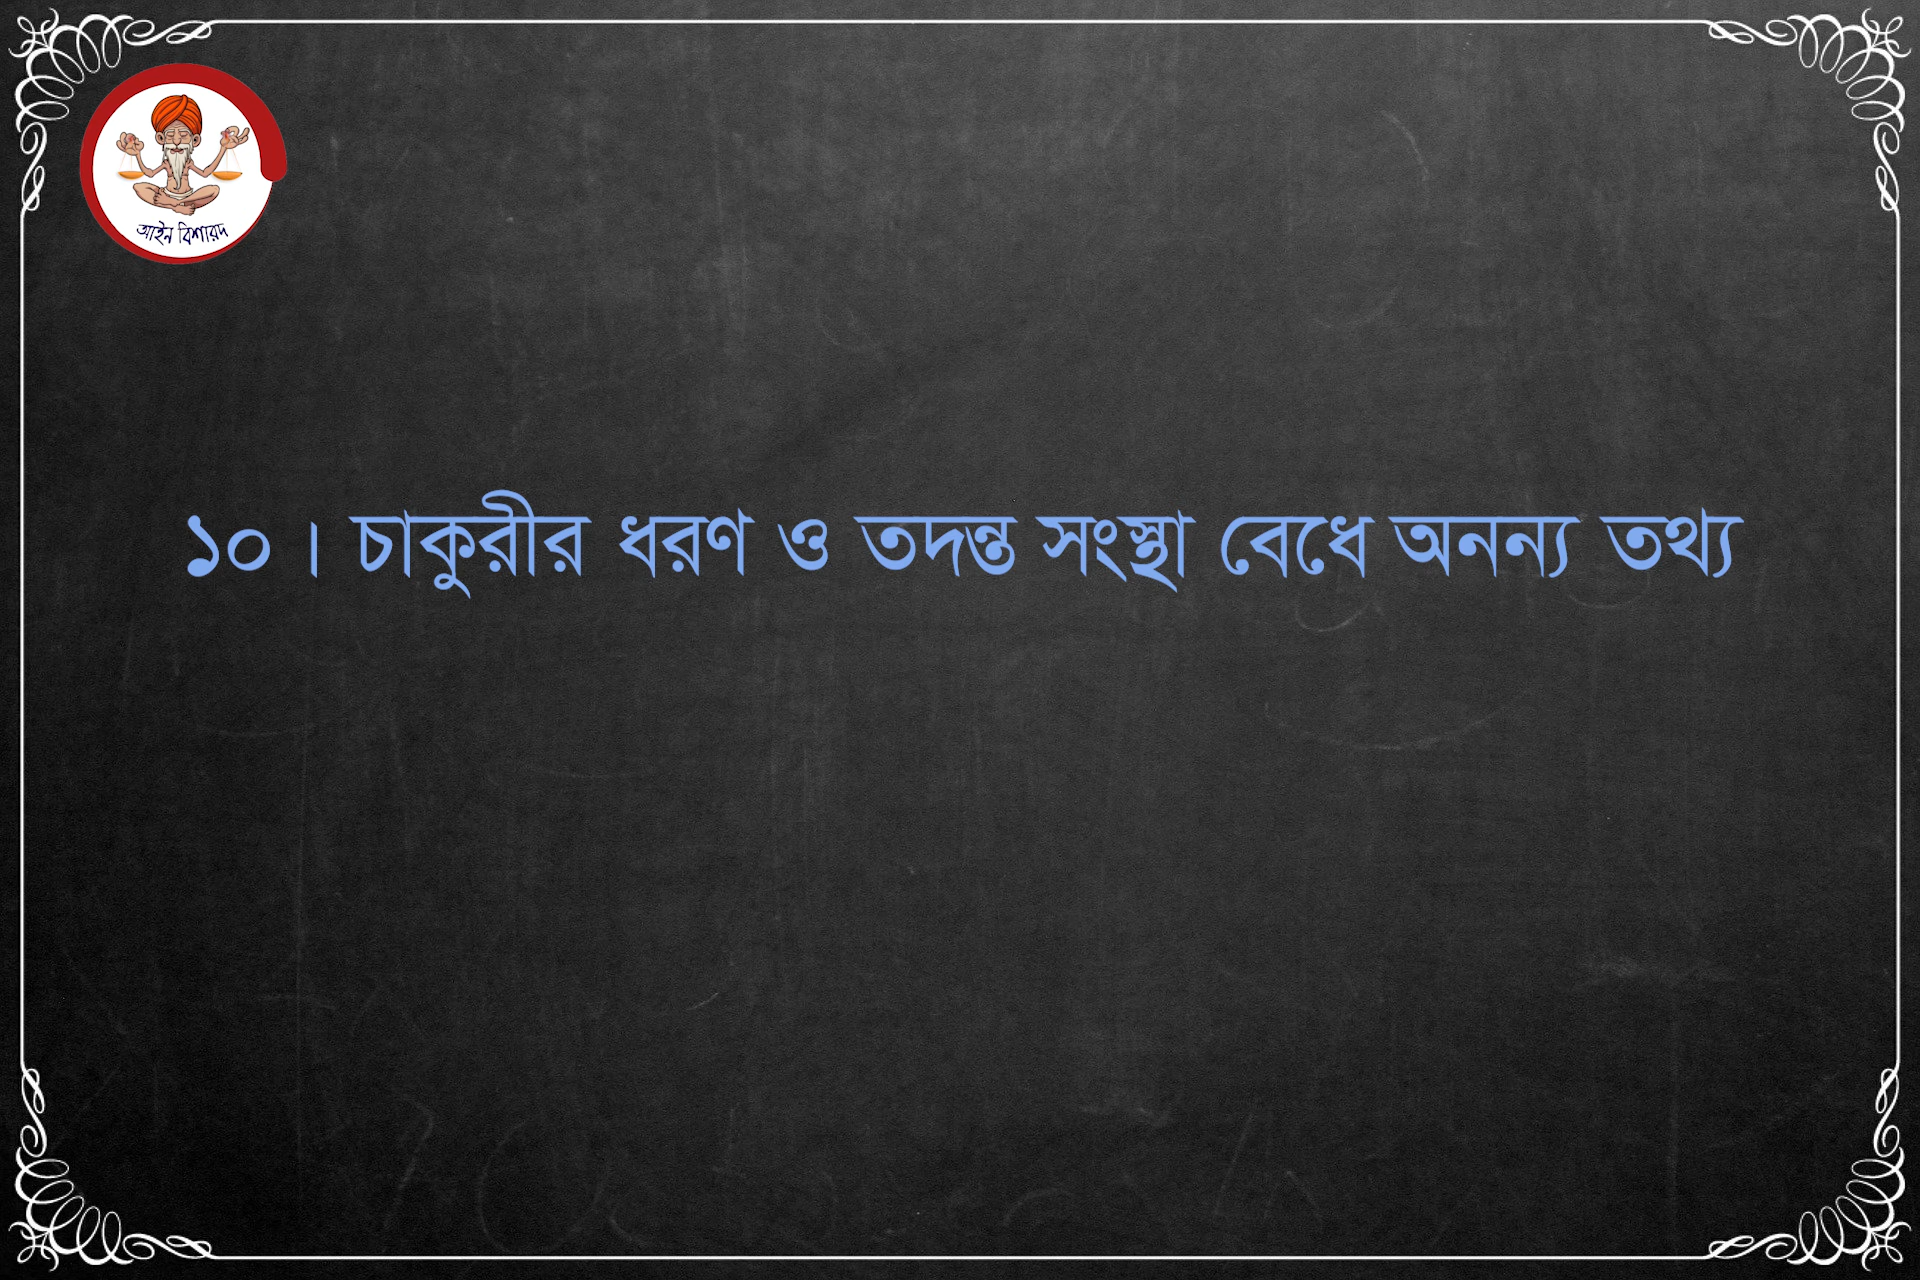 আইন বিশারদ
১০। চাকুরীর ধরণ ও তদন্ত সংস্থা বেধে অনন্য তথ্য